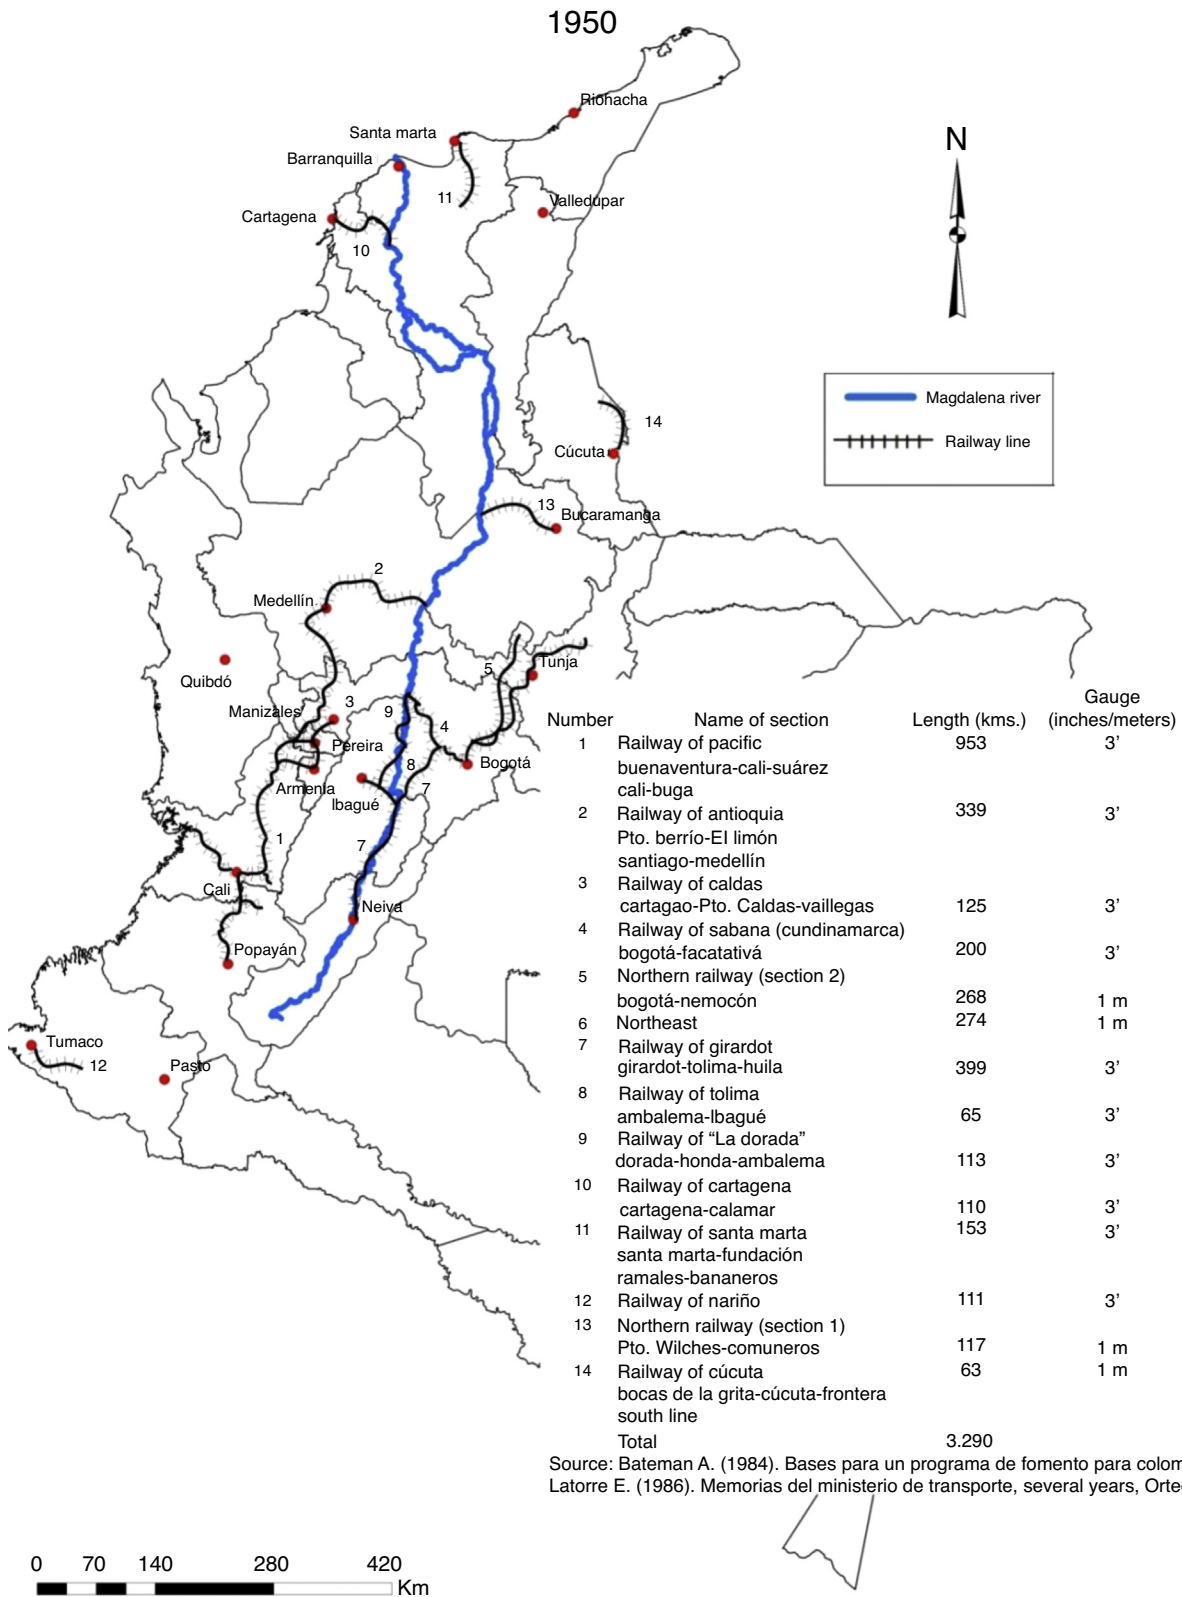 1950
Riohacha
Santa marta
Barranquilla
N
11
Valledupar
Cartagena
10
Magdalena river
Railway line
14
Cúcuta
13
Bucaramanga
2
Medellín
5
Tunja
Quibdó
3
Manizales
9
4
Pereira
8
Bogotá
Armenia
7
Ibagué
1
7
Cali
Neiva
Popayán
Tumaco
12
Pasto
Number Name of section Length (kms.) Gauge (inches/meters)
1 Railway of pacific 953 3’
buenaventura-cali-suárez
cali-buga
2 Railway of antioquia 339 3’
Pto. berrío-El limón
santiago-medellín
3 Railway of caldas
cartagao-Pto. Caldas-vaillegas 125 3’
4 Railway of sabana (cundinamarca)
bogotá-facatativá 200 3’
5 Northern railway (section 2)
bogotá-nemocón 268 1 m
6 Northeast 274 1 m
7 Railway of girardot
girardot-tolima-huila 399 3’
8 Railway of tolima
ambalema-Ibagué 65 3’
9 Railway of “La dorada”
dorada-honda-ambalema 113 3’
10 Railway of cartagena
cartagena-calamar 110 3’
11 Railway of santa marta 153 3’
santa marta-fundación
ramales-bananeros
12 Railway of nariño 111 3’
13 Northern railway (section 1)
Pto. Wilches-comuneros 117 1 m
14 Railway of cúcuta 63 1 m
bocas de la grita-cúcuta-frontera
south line
Total 3.290
Source: Bateman A. (1984). Bases para un programa de fomento para colom
Latorre E. (1986). Memorias del ministerio de transporte, several years, Orte
0 70 140 280 420
Km